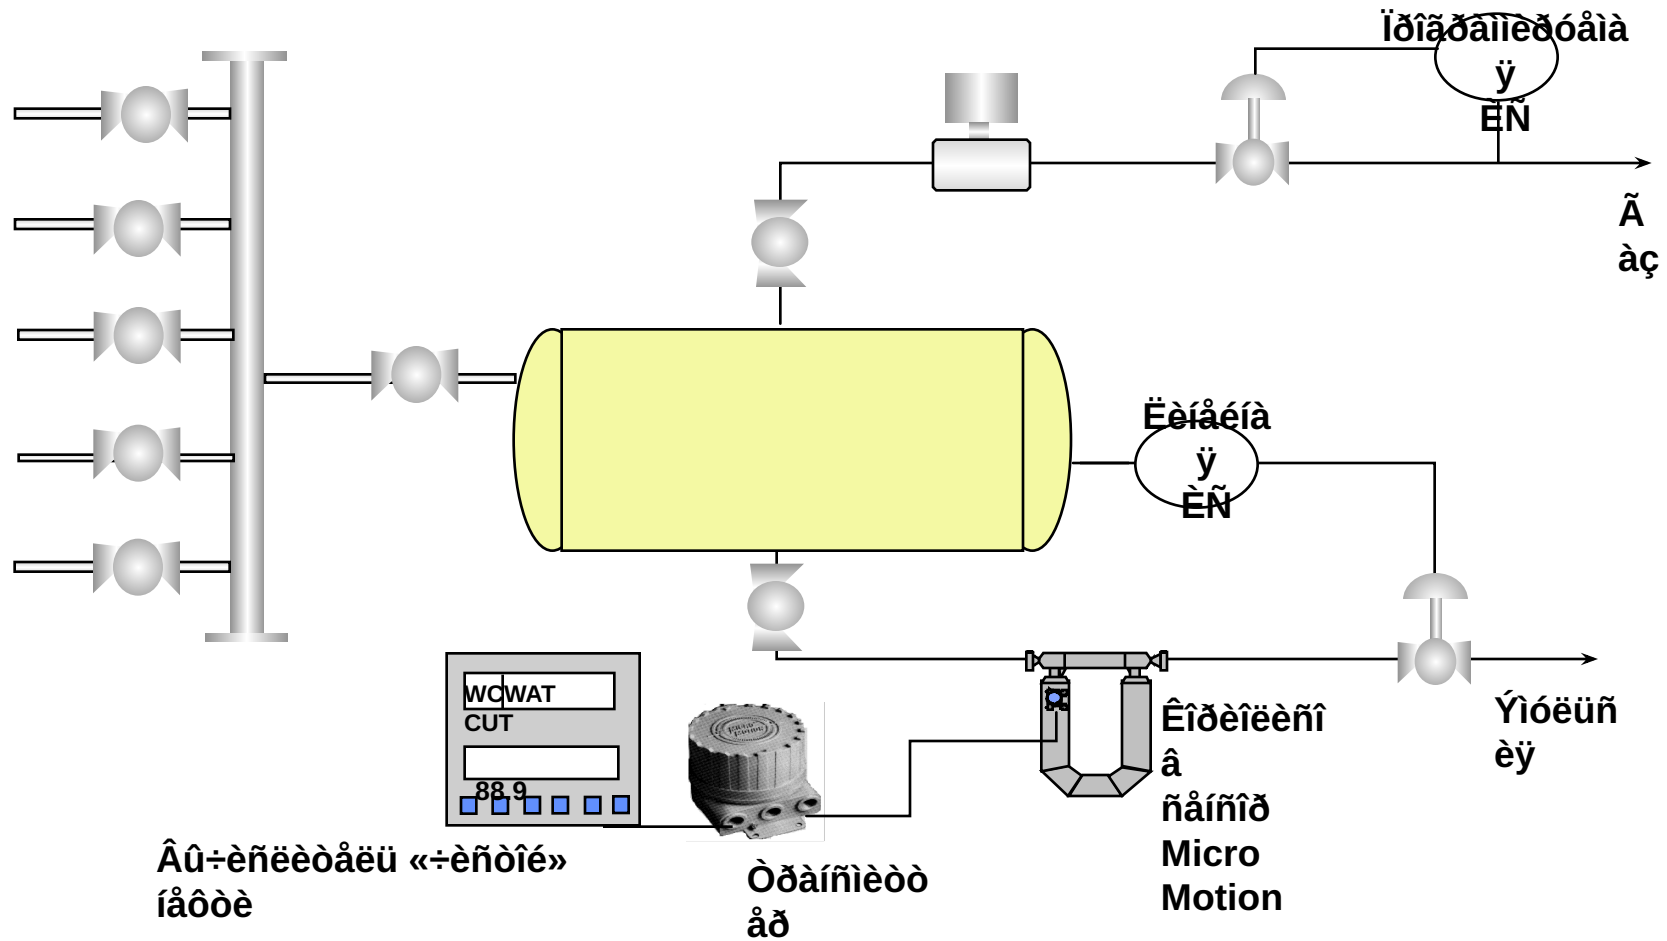 Ïðîãðàììèðóåìà
ÿ
ÈÑ
Ã
àç
Ëèíåéíà
ÿ
ÈÑ
WCWAT
CUT
88.9
Êîðèîëèñî
â
ñåíñîð
Micro
Motion
Ýìóëüñ
èÿ
Âû÷èñëèòåëü «÷èñòîé»
íåôòè
Òðàíñìèòò
åð